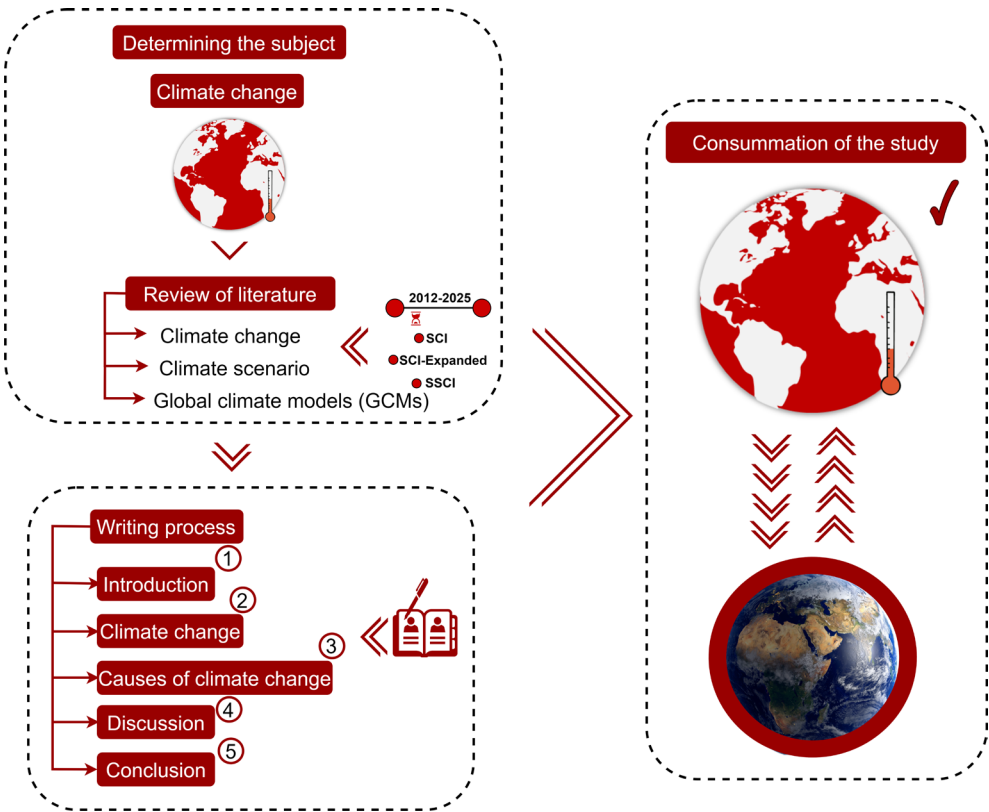 Determining the subject
Climate change
Review of literature
Climate change
Climate scenario
Global climate models (GCMs)
2012-2025
SCI
SCI-Expanded
SSCI
Writing process
1
Introduction
2
Climate change
3
Causes of climate change
4
Discussion
5
Conclusion
Consummation of the study